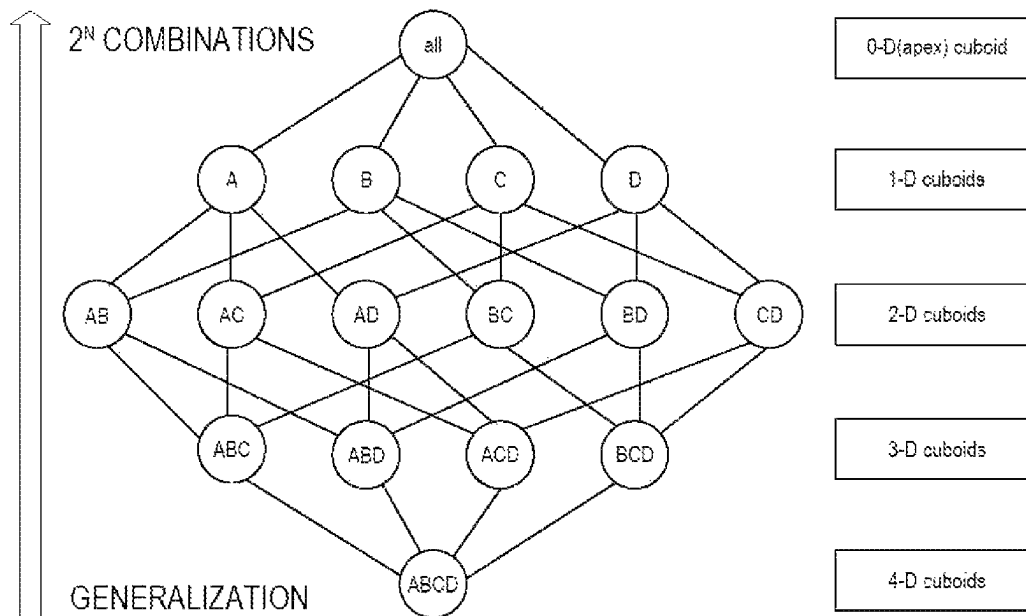 2ᴺ COMBINATIONS
all
0-D(apex) cuboid
A B C D
1-D cuboids
AB AC AD BC BD CD
2-D cuboids
ABC ABD ACD BCD
3-D cuboids
ABCD
4-D cuboids
GENERALIZATION